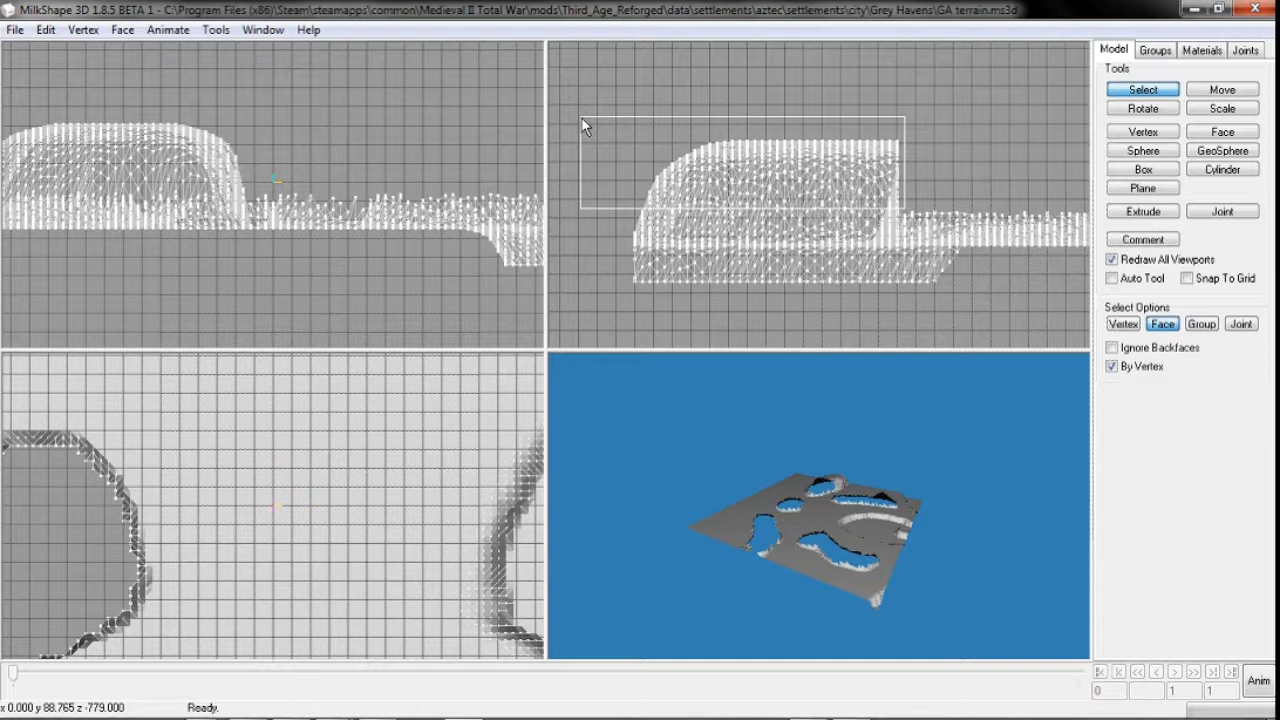 MilkShape 3D 1.8.5 BETA 1 - C:\Program Files (x86)\Steam\steamapps\common\Medieval II Total War\mods\Third_Age_Reforged\data\settlements\aztec\settlements\city\Grey Havens\GA terrain.ms3d
File Edit Vertex Face Animate Tools Window Help
Model Groups Materials Joints
Tools
Select Move
Rotate Scale
Vertex Face
Sphere GeoSphere
Box Cylinder
Plane
Extrude Joint
Comment
Redraw All Viewports
Auto Tool Snap To Grid
Select Options
Vertex Face Group Joint
Ignore Backfaces
By Vertex
Anim
0 1 1
x 0.000 y 88.765 z -779.000 Ready.